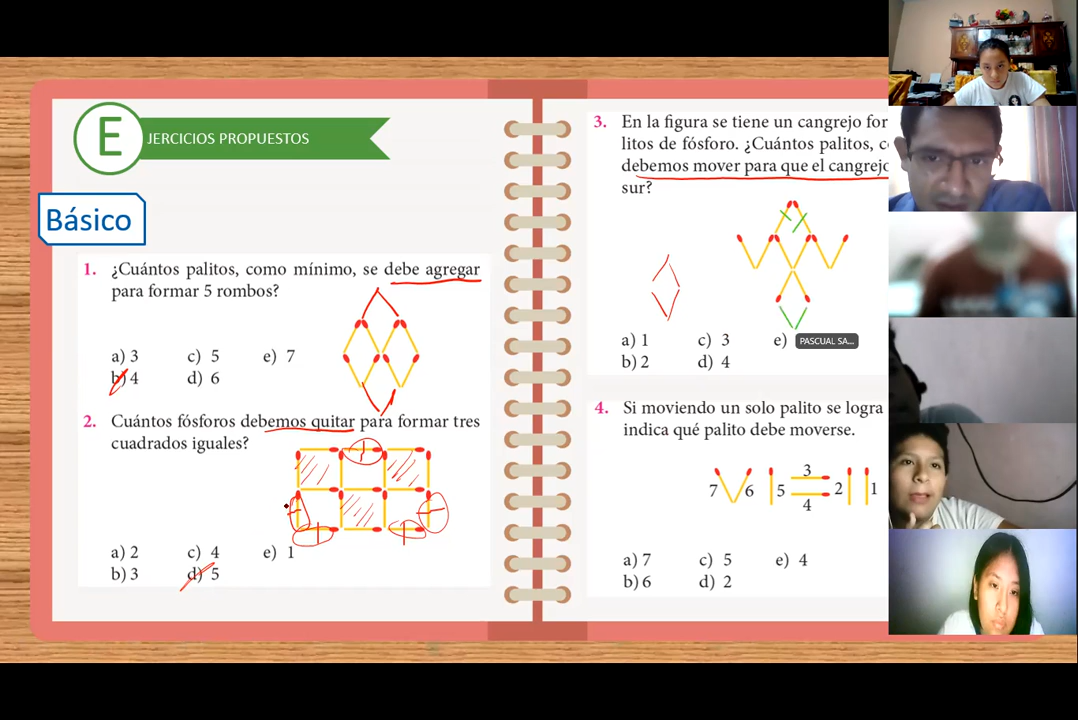 E
JERCICIOS PROPUESTOS
Básico
1. ¿Cuántos palitos, como mínimo, se debe agregar
para formar 5 rombos?
a) 3 c) 5 e) 7
b) 4 d) 6
2. Cuántos fósforos debemos quitar para formar tres
cuadrados iguales?
a) 2 c) 4 e) 1
b) 3 d) 5
3. En la figura se tiene un cangrejo for
litos de fósforo. ¿Cuántos palitos, c
debemos mover para que el cangrejo
sur?
a) 1 c) 3 e)
PASCUAL SA...
b) 2 d) 4
4. Si moviendo un solo palito se logra
indica qué palito debe moverse.
7 6 5 3 4 2 1
a) 7 c) 5 e) 4
b) 6 d) 2